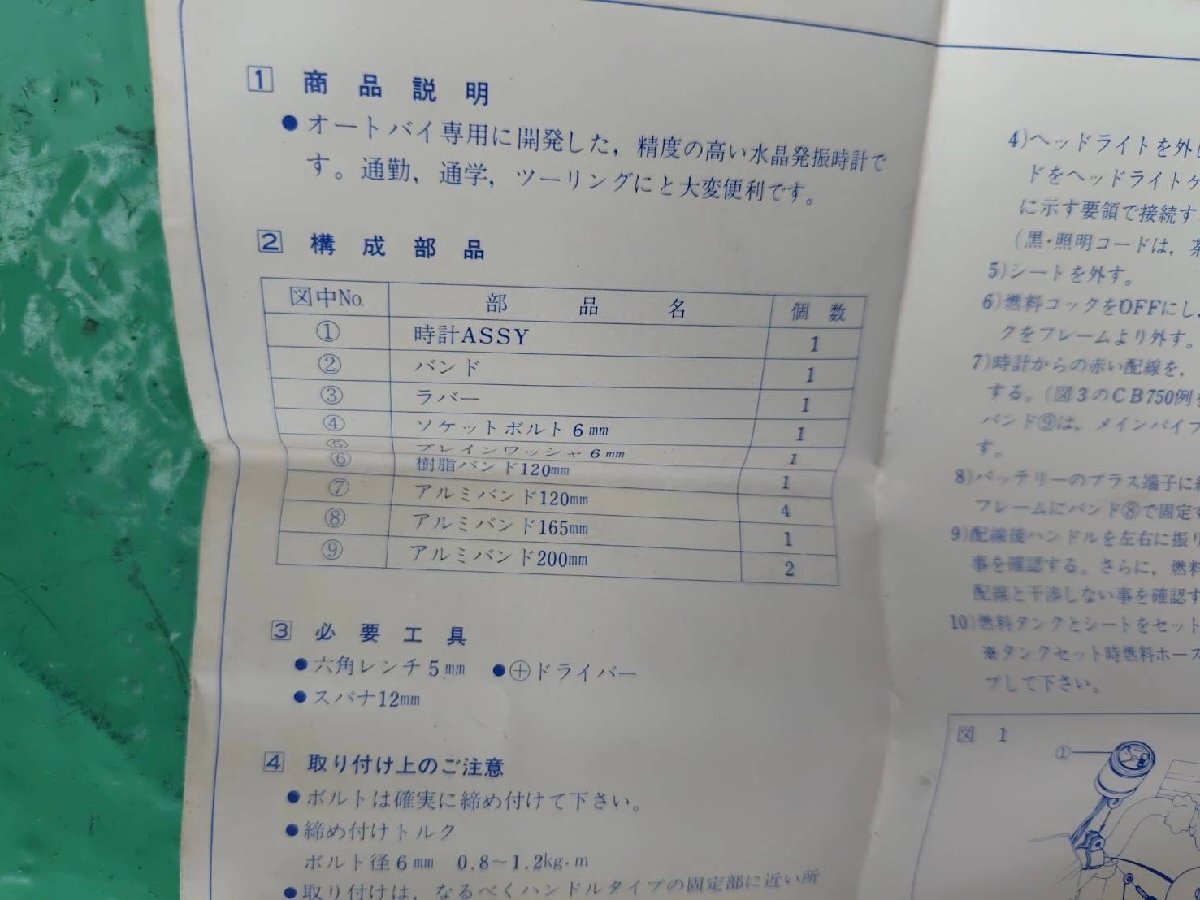 1 商品説明
●オートバイ専用に開発した，精度の高い水晶発振時計で
す。通勤，通学，ツーリングにと大変便利です。
2 構成部品
図中No. 部品名 個数
① 時計ASSY 1
② バンド 1
③ ラバー 1
④ ソケットボルト6mm 1
⑤ プレインワッシャ6mm 1
⑥ 樹脂バンド120mm 1
⑦ アルミバンド120mm 4
⑧ アルミバンド165mm 1
⑨ アルミバンド200mm 2
3 必要工具
●六角レンチ5mm ●⊕ドライバー
●スパナ12mm
4 取り付け上のご注意
●ボルトは確実に締め付けて下さい。
●締め付けトルク
ボルト径6mm 0.8～1.2kg-m
●取り付けは，なるべくハンドルタイプの固定部に近い所
4)ヘッドライトを外し
ドをヘッドライトケ
に示す要領で接続す
(黒・照明コードは，茶
5)シートを外す。
6)燃料コックをOFFにし，
クをフレームより外す。
7)時計からの赤い配線を，
する。(図3のCB750例を
バンド⑨は，メインパイプ
す。
8)バッテリーのプラス端子に
フレームにバンド⑧で固定す
9)配線後ハンドルを左右に振り
事を確認する。さらに，燃料
配線と干渉しない事を確認す
10)燃料タンクとシートをセット
※タンクセット時燃料ホース
プして下さい。
図 1
①